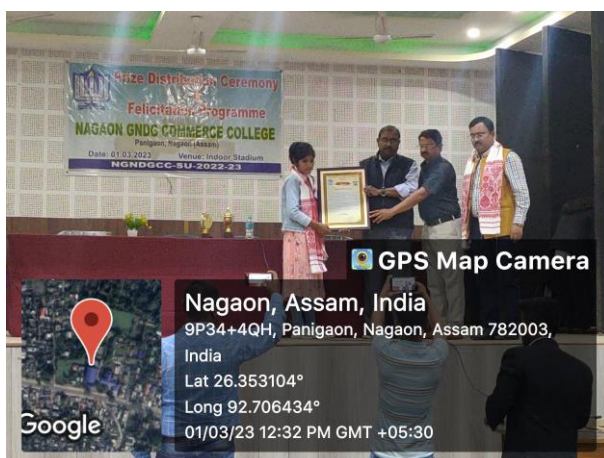 Prize Distribution Ceremony
Felicitation Programme
NAGAON GNDG COMMERCE COLLEGE
Panigaon, Nagaon (Assam)
Date: 01.03.2023 Venue: Indoor Stadium
NGNDGCC-SU-2022-23
GPS Map Camera
Nagaon, Assam, India
9P34+4QH, Panigaon, Nagaon, Assam 782003,
India
Lat 26.353104°
Long 92.706434°
01/03/23 12:32 PM GMT +05:30
Google